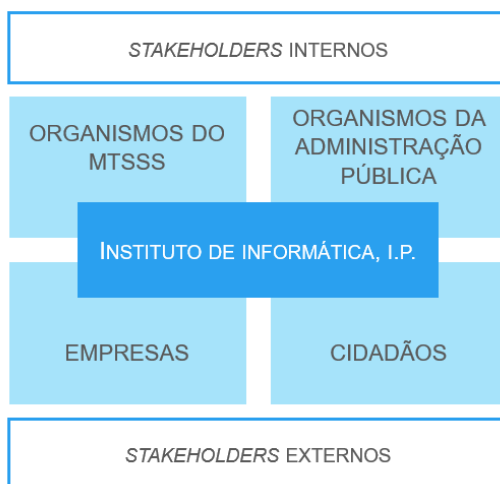 STAKEHOLDERS INTERNOS
ORGANISMOS DO
MTSSS
ORGANISMOS DA
ADMINISTRAÇÃO
PÚBLICA
INSTITUTO DE INFORMÁTICA, I.P.
EMPRESAS
CIDADÃOS
STAKEHOLDERS EXTERNOS